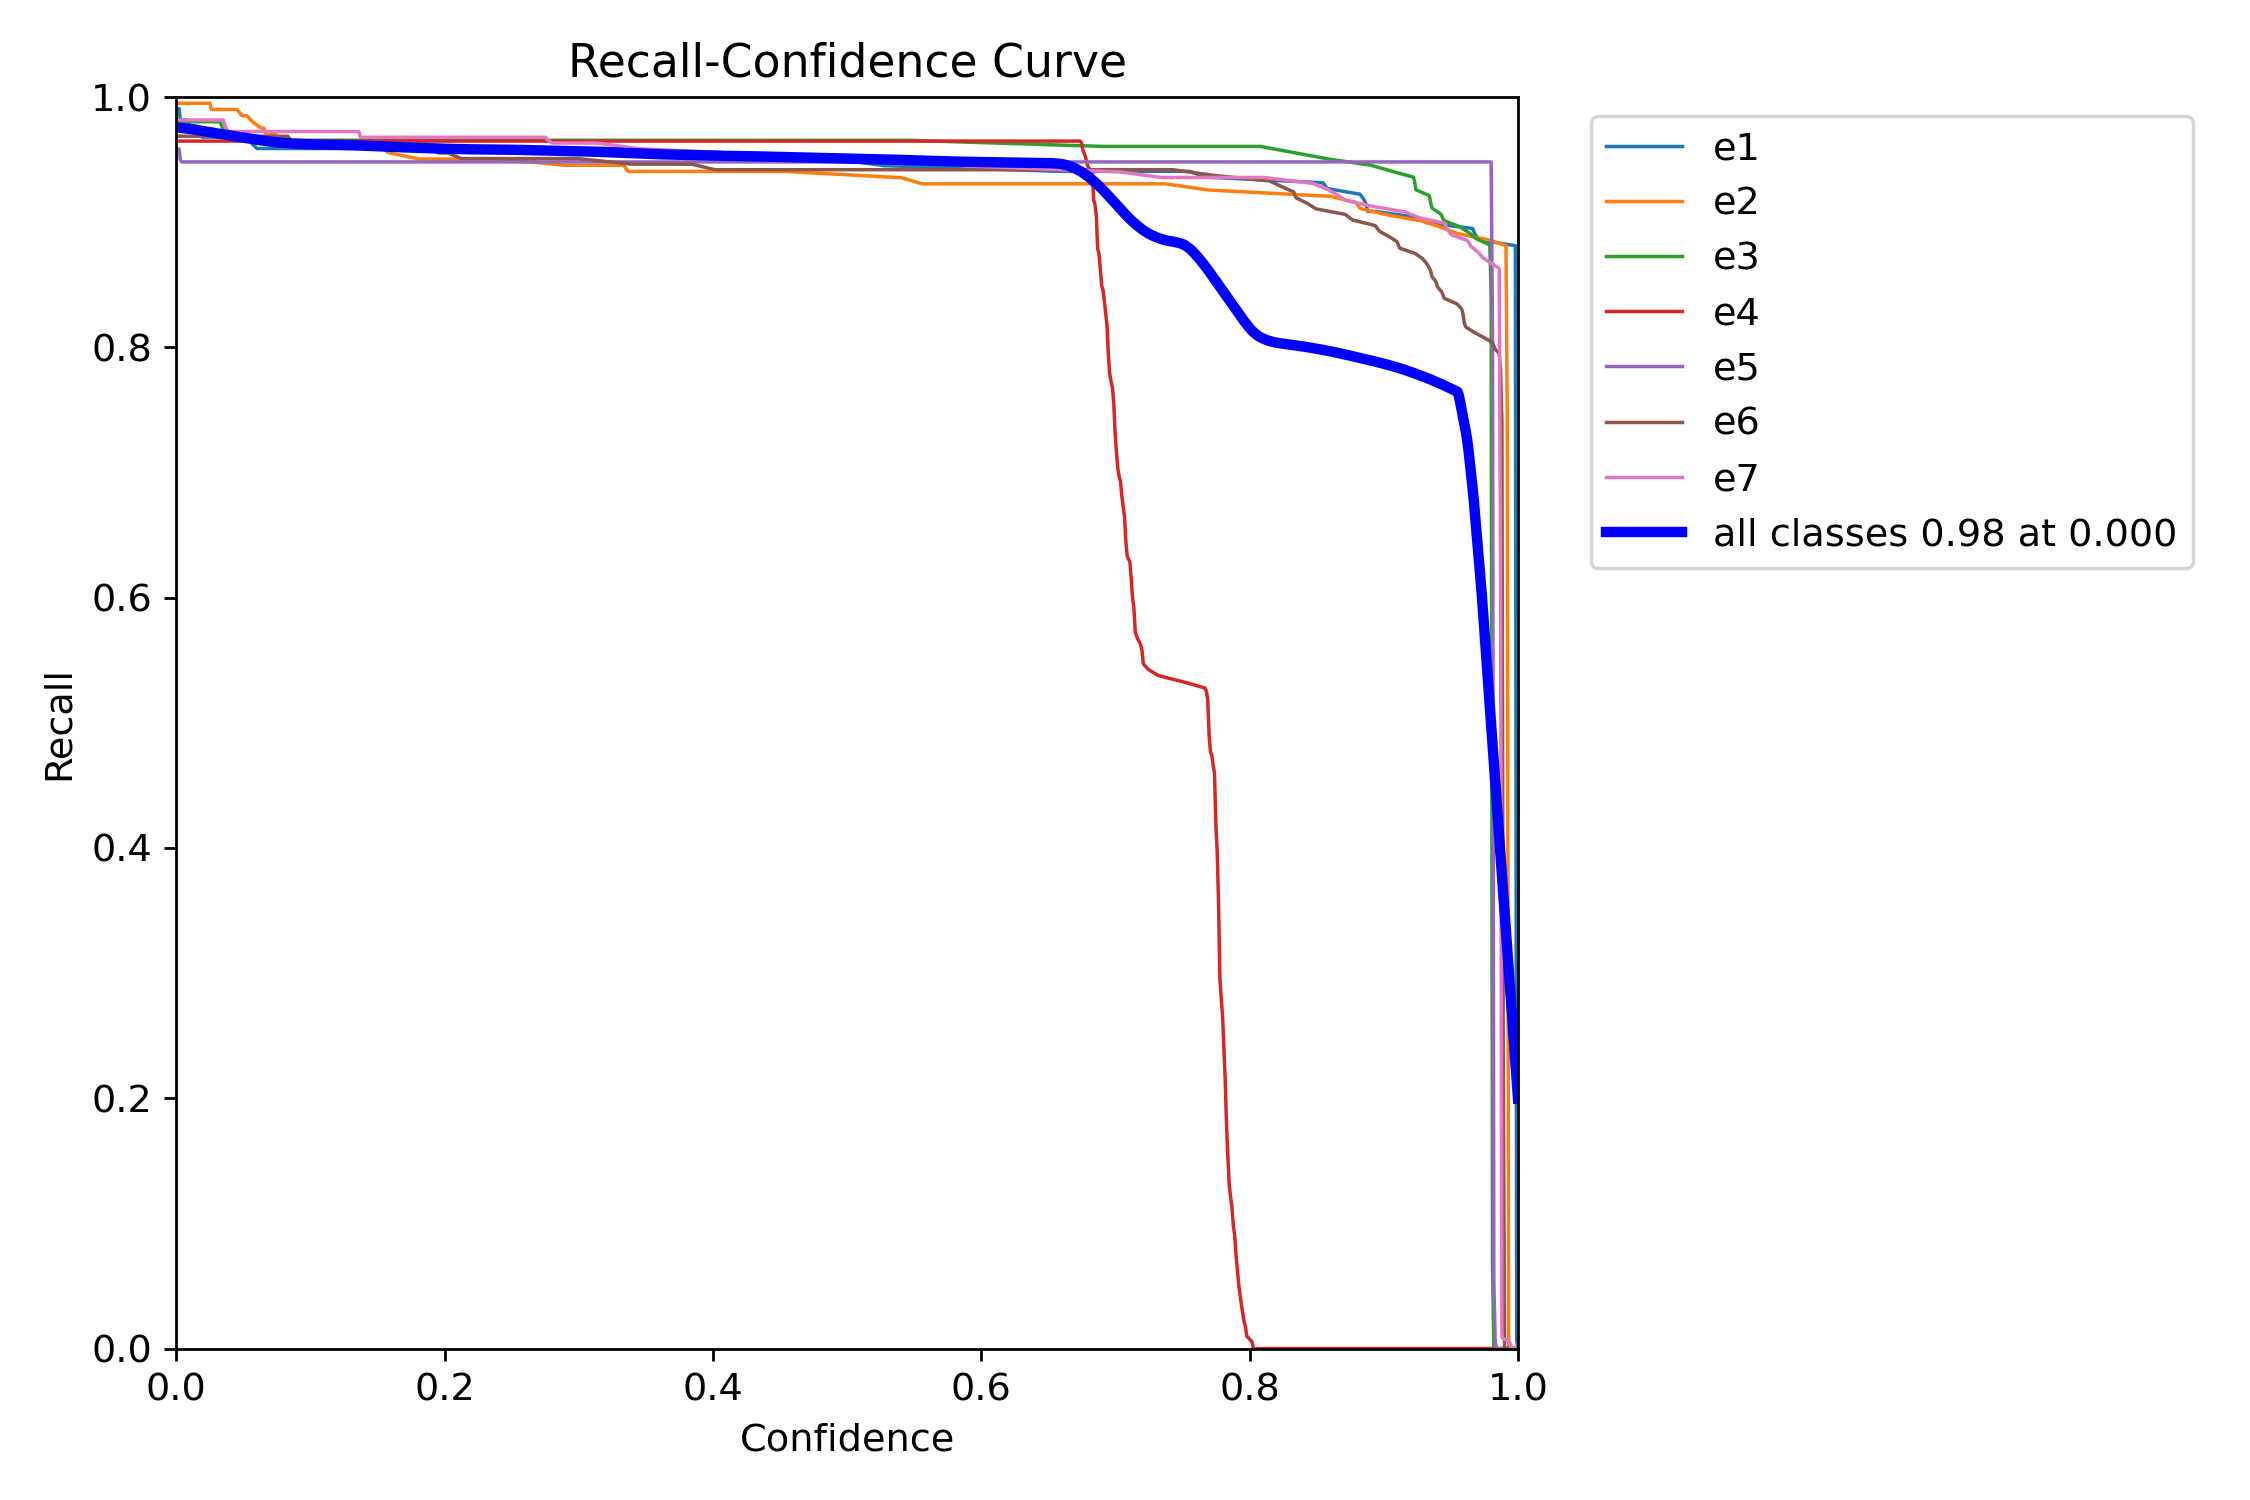 Recall-Confidence Curve
1.0
0.8
0.6
0.4
0.2
0.0
Recall
0.0 0.2 0.4 0.6 0.8 1.0
Confidence
e1
e2
e3
e4
e5
e6
e7
all classes 0.98 at 0.000